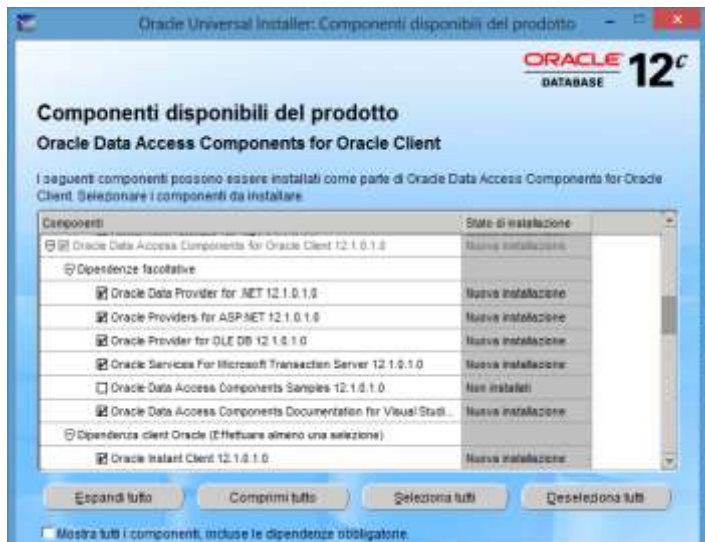 Oracle Universal Installer: Componenti disponibili del prodotto
ORACLE
DATABASE
12c
Componenti disponibili del prodotto
Oracle Data Access Components for Oracle Client
I seguenti componenti possono essere installati come parte di Oracle Data Access Components for Oracle
Client. Selezionare i componenti da installare.
Componenti Stato di installazione
Oracle Data Access Components for Oracle Client 12.1.0.1.0 Nuova installazione
Dipendenze facoltative
Oracle Data Provider for .NET 12.1.0.1.0 Nuova installazione
Oracle Providers for ASP.NET 12.1.0.1.0 Nuova installazione
Oracle Provider for OLE DB 12.1.0.1.0 Nuova installazione
Oracle Services For Microsoft Transaction Server 12.1.0.1.0 Nuova installazione
Oracle Data Access Components Samples 12.1.0.1.0 Non installati
Oracle Data Access Components Documentation for Visual Studi... Nuova installazione
Dipendenza client Oracle (Effettuare almeno una selezione)
Oracle Instant Client 12.1.0.1.0 Nuova installazione
Espandi tutto Comprimi tutto Seleziona tutti Deseleziona tutti
Mostra tutti i componenti, incluse le dipendenze obbligatorie.